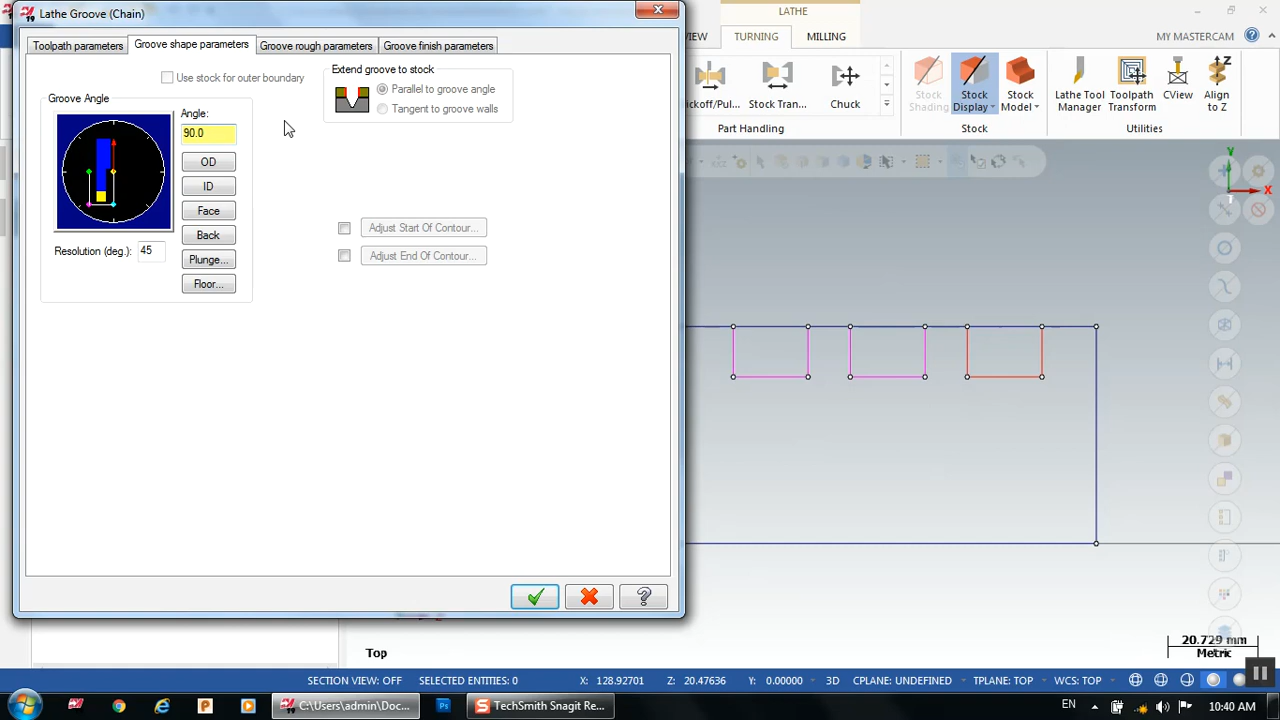 Lathe Groove (Chain)
LATHE
VIEW TURNING MILLING
MY MASTERCAM
Toolpath parameters
Groove shape parameters
Groove rough parameters
Groove finish parameters
Use stock for outer boundary
Extend groove to stock
Parallel to groove angle
Tangent to groove walls
Groove Angle
Angle:
90.0
OD
ID
Face
Back
Plunge...
Floor...
Resolution (deg.): 45
Adjust Start Of Contour...
Adjust End Of Contour...
Pickoff/Pul...
Stock Tran...
Chuck
Part Handling
Stock Shading
Stock Display
Stock Model
Stock
Lathe Tool Manager
Toolpath Transform
CView
Align to Z
Utilities
Y
X
Top
20.729 mm
Metric
SECTION VIEW: OFF SELECTED ENTITIES: 0 X: 128.92701 Z: 20.47636 Y: 0.00000 3D CPLANE: UNDEFINED TPLANE: TOP WCS: TOP
C:\Users\admin\Doc...
TechSmith Snagit Re...
EN
10:40 AM